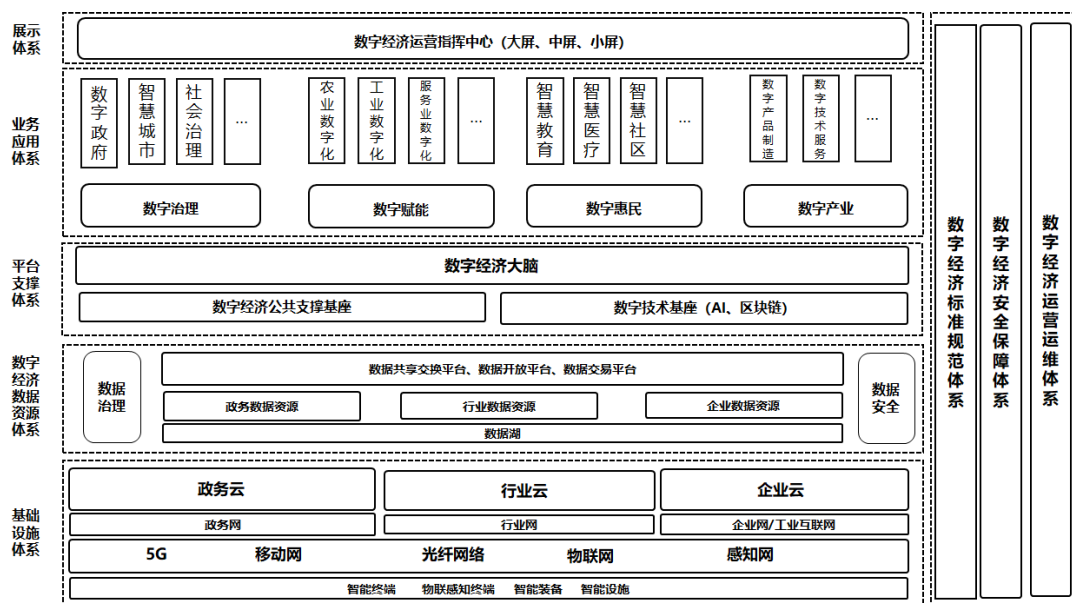 展示
体系
数字经济运营指挥中心（大屏、中屏、小屏）
业务
应用
体系
数字政府
智慧城市
社会治理
...
农业数字化
工业数字化
服务业数字化
...
智慧教育
智慧医疗
智慧社区
...
数字产品制造
数字技术服务
...
数字治理
数字赋能
数字惠民
数字产业
平台
支撑
体系
数字经济大脑
数字经济公共支撑基座
数字技术基座（AI、区块链）
数字
经济
数据
资源
体系
数据
治理
数据共享交换平台、数据开放平台、数据交易平台
政务数据资源
行业数据资源
企业数据资源
数据湖
数据
安全
基础
设施
体系
政务云
行业云
企业云
政务网
行业网
企业网/工业互联网
5G 移动网 光纤网络 物联网 感知网
智能终端 物联感知终端 智能装备 智能设施
数字经济标准规范体系
数字经济安全保障体系
数字经济运营运维体系